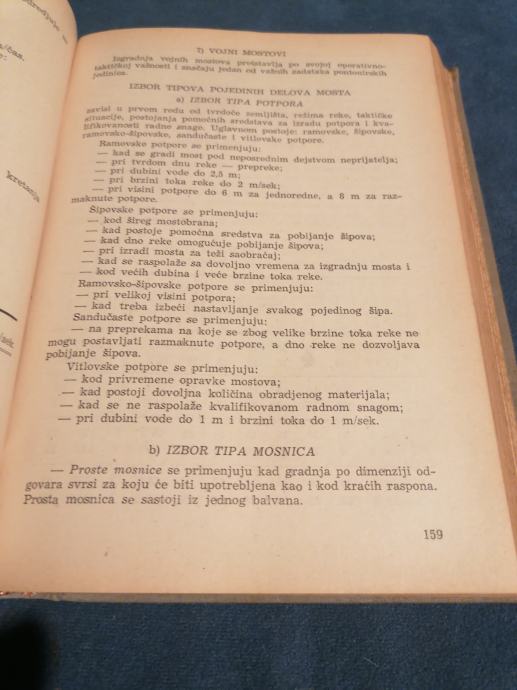 7) VOJNI MOSTOVI
Izgradnja vojnih mostova pretstavlja po svojoj operativno-
taktičkoj važnosti i značaju jedan od važnih zadataka pontonirskih
jedinica.
IZBOR TIPOVA POJEDINIH DELOVA MOSTA
a) IZBOR TIPA POTPORA
zavisi u prvom redu od tvrdoće zemljišta, režima reke, taktičke
situacije, postojanja pomoćnih sredstava za izradu potpora i kva-
lifikovanosti radne snage. Uglavnom postoje: ramovske, šipovske,
ramovsko-šipovske, sandučaste i vitlovske potpore.
Ramovske potpore se primenjuju:
— kad se gradi most pod neposrednim dejstvom neprijatelja;
— pri tvrdom dnu reke — prepreke;
— pri dubini vode do 2,5 m;
— pri brzini toka reke do 2 m/sek;
— pri visini potpore do 6 m za jednoredne, a 8 m za raz-
maknute potpore.
Šipovske potpore se primenjuju:
— kod šireg mostobrana;
— kad postoje pomoćna sredstva za pobijanje šipova;
— kad dno reke omogućuje pobijanje šipova;
— pri izradi mosta za teži saobraćaj;
— kad se raspolaže sa dovoljno vremena za izgradnju mosta i
— kod većih dubina i veće brzine toka reke.
Ramovsko-šipovske potpore se primenjuju:
— pri velikoj visini potpora;
— kad treba izbeći nastavljanje svakog pojedinog šipa.
Sandučaste potpore se primenjuju:
— na preprekama na koje se zbog velike brzine toka reke ne
mogu postavljati razmaknute potpore, a dno reke ne dozvoljava
pobijanje šipova.
Vitlovske potpore se primenjuju:
— kod privremene opravke mostova;
— kad postoji dovoljna količina obradjenog materijala;
— kad se ne raspolaže kvalifikovanom radnom snagom;
— pri dubini vode do 1 m i brzini toka do 1 m/sek.
b) IZBOR TIPA MOSNICA
— Proste mosnice se primenjuju kad gradnja po dimenziji od-
govara svrsi za koju će biti upotrebljena kao i kod kraćih raspona.
Prosta mosnica se sastoji iz jednog balvana.
159
kretanja